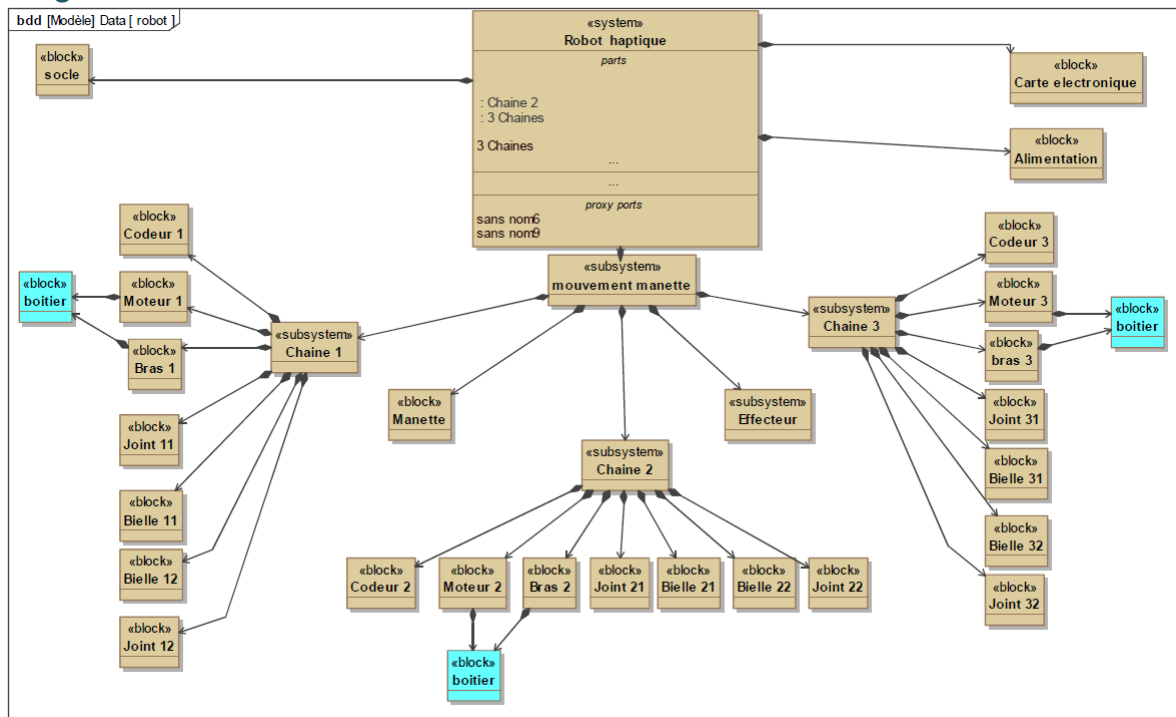 bdd [Modèle] Data [ robot ]
«system»
Robot haptique
parts
: Chaine 2
: 3 Chaines
3 Chaines
...
...
proxy ports
sans nom6
sans nom9
«block»
socle
«block»
Carte electronique
«block»
Alimentation
«subsystem»
mouvement manette
«block»
Codeur 1
«block»
boitier
«block»
Moteur 1
«block»
Bras 1
«subsystem»
Chaine 1
«block»
Joint 11
«block»
Bielle 11
«block»
Bielle 12
«block»
Joint 12
«block»
Manette
«subsystem»
Effecteur
«subsystem»
Chaine 2
«block»
Codeur 2
«block»
Moteur 2
«block»
Bras 2
«block»
Joint 21
«block»
Bielle 21
«block»
Bielle 22
«block»
Joint 22
«block»
boitier
«subsystem»
Chaine 3
«block»
Codeur 3
«block»
Moteur 3
«block»
boitier
«block»
bras 3
«block»
Joint 31
«block»
Bielle 31
«block»
Bielle 32
«block»
Joint 32